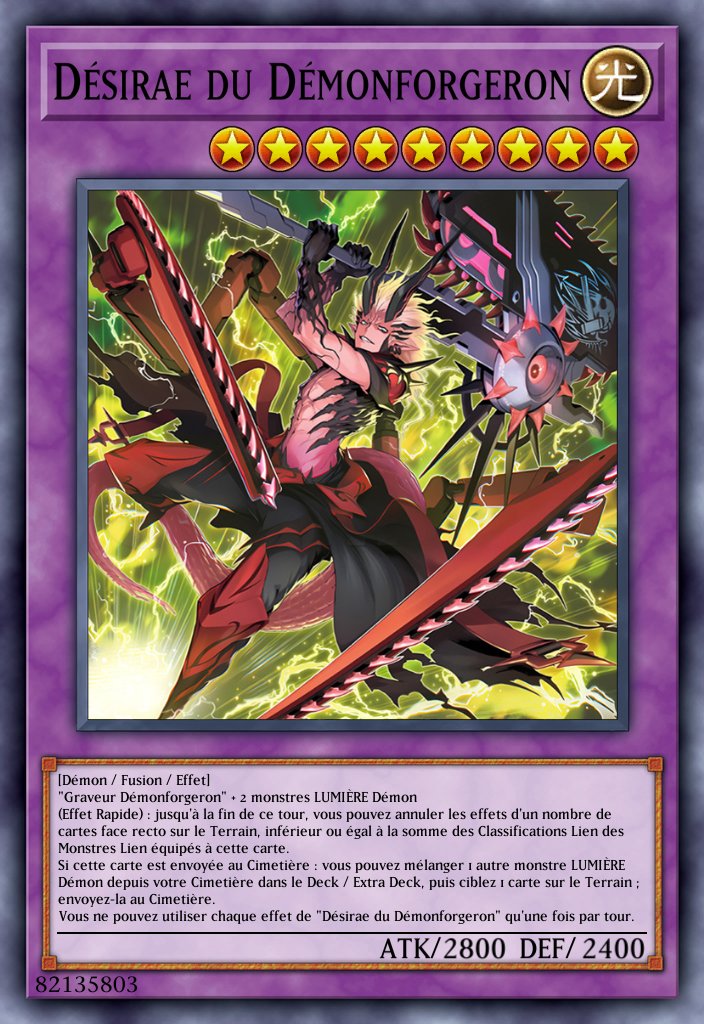 Désirae du Démonforgeron
光
[Démon / Fusion / Effet]
"Graveur Démonforgeron" + 2 monstres LUMIÈRE Démon
(Effet Rapide) : jusqu'à la fin de ce tour, vous pouvez annuler les effets d'un nombre de
cartes face recto sur le Terrain, inférieur ou égal à la somme des Classifications Lien des
Monstres Lien équipés à cette carte.
Si cette carte est envoyée au Cimetière : vous pouvez mélanger 1 autre monstre LUMIÈRE
Démon depuis votre Cimetière dans le Deck / Extra Deck, puis ciblez 1 carte sur le Terrain ;
envoyez-la au Cimetière.
Vous ne pouvez utiliser chaque effet de "Désirae du Démonforgeron" qu'une fois par tour.
ATK/2800 DEF/2400
82135803